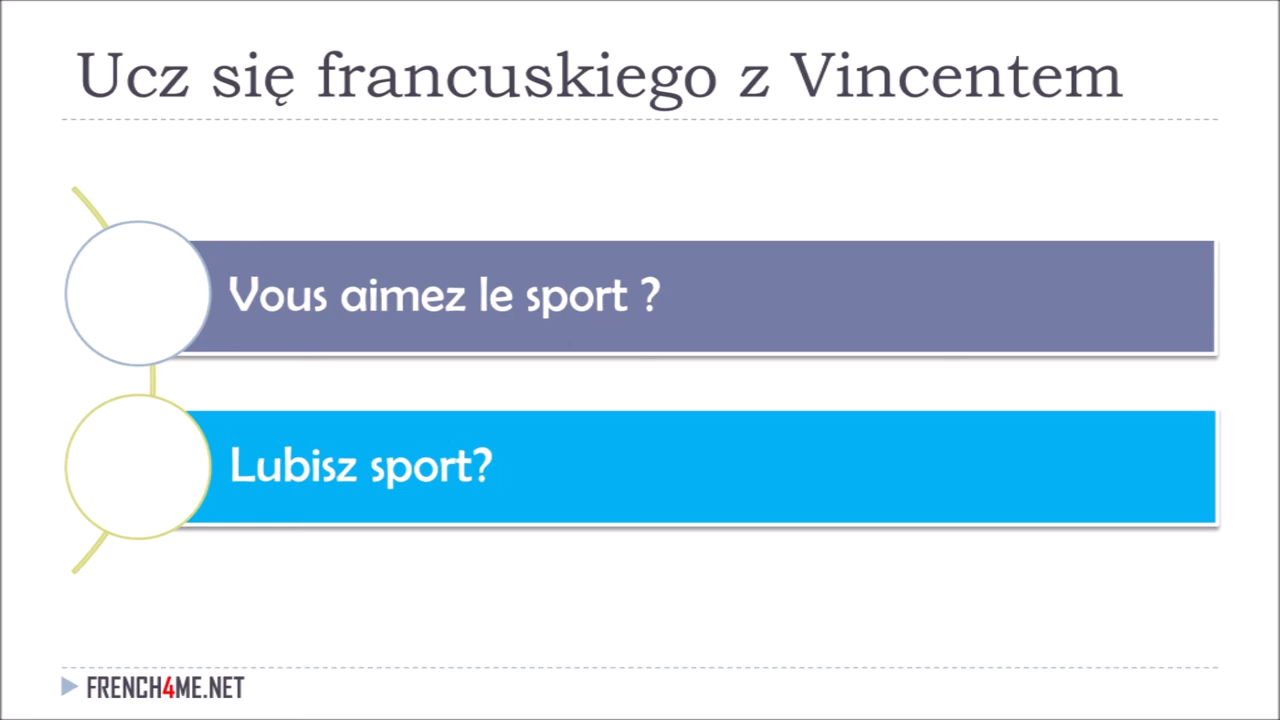 Ucz się francuskiego z Vincentem
Vous aimez le sport ?
Lubisz sport?
FRENCH4ME.NET